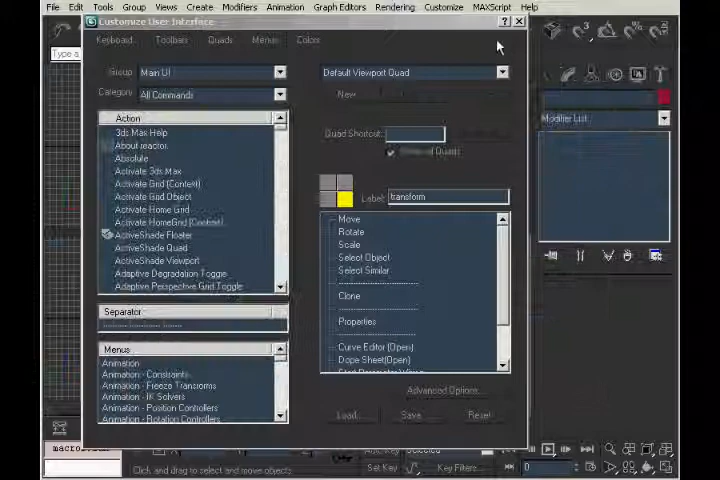 File Edit Tools Group Views Create Modifiers Animation Graph Editors Rendering Customize MAXScript Help
Customize User Interface
Keyboard Toolbars Quads Menus Colors
Type a
Group Main UI
Default Viewport Quad
Category All Commands
New
Modifier List
Action
3ds Max Help
About reactor
Absolute
Activate 3ds Max
Activate Grid (Context)
Activate Grid Object
Activate Home Grid
Activate HomeGrid (Context)
ActiveShade Floater
ActiveShade Quad
ActiveShade Viewport
Adaptive Degradation Toggle
Adaptive Perspective Grid Toggle
Quad Shortcut:
Label: transform
Move
Rotate
Scale
Select Object
Select Similar
Clone
Properties
Curve Editor (Open)
Dope Sheet(Open)
Separator
Menus
Animation
Animation - Constraints
Animation - Freeze Transforms
Animation - IK Solvers
Animation - Position Controllers
Animation - Rotation Controllers
Advanced Options...
Load... Save... Reset
macro
Click and drag to select and move objects
Auto Key Selected
Set Key Key Filters... 0